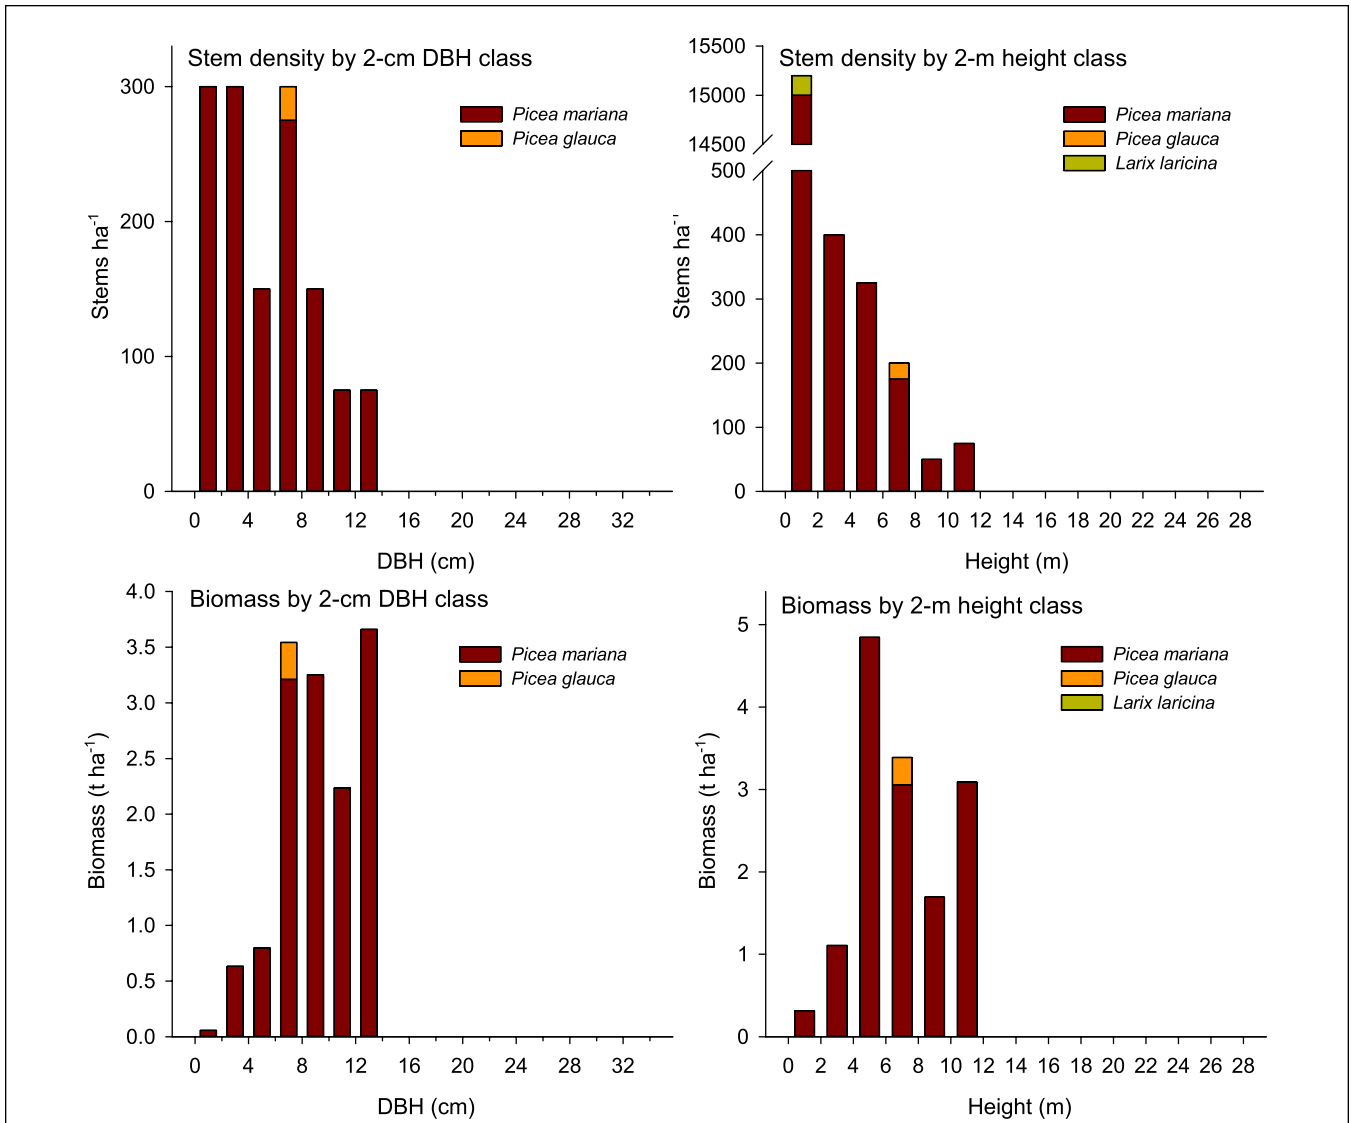 Stem density by 2-cm DBH class
Picea mariana
Picea glauca
300
200
100
0
Stems ha-1
0 4 8 12 16 20 24 28 32
DBH (cm)
Stem density by 2-m height class
Picea mariana
Picea glauca
Larix laricina
15500
15000
14500
500
400
300
200
100
0
Stems ha-1
0 2 4 6 8 10 12 14 16 18 20 22 24 26 28
Height (m)
Biomass by 2-cm DBH class
Picea mariana
Picea glauca
4.0
3.5
3.0
2.5
2.0
1.5
1.0
0.5
0.0
Biomass (t ha-1)
0 4 8 12 16 20 24 28 32
DBH (cm)
Biomass by 2-m height class
Picea mariana
Picea glauca
Larix laricina
5
4
3
2
1
0
Biomass (t ha-1)
0 2 4 6 8 10 12 14 16 18 20 22 24 26 28
Height (m)